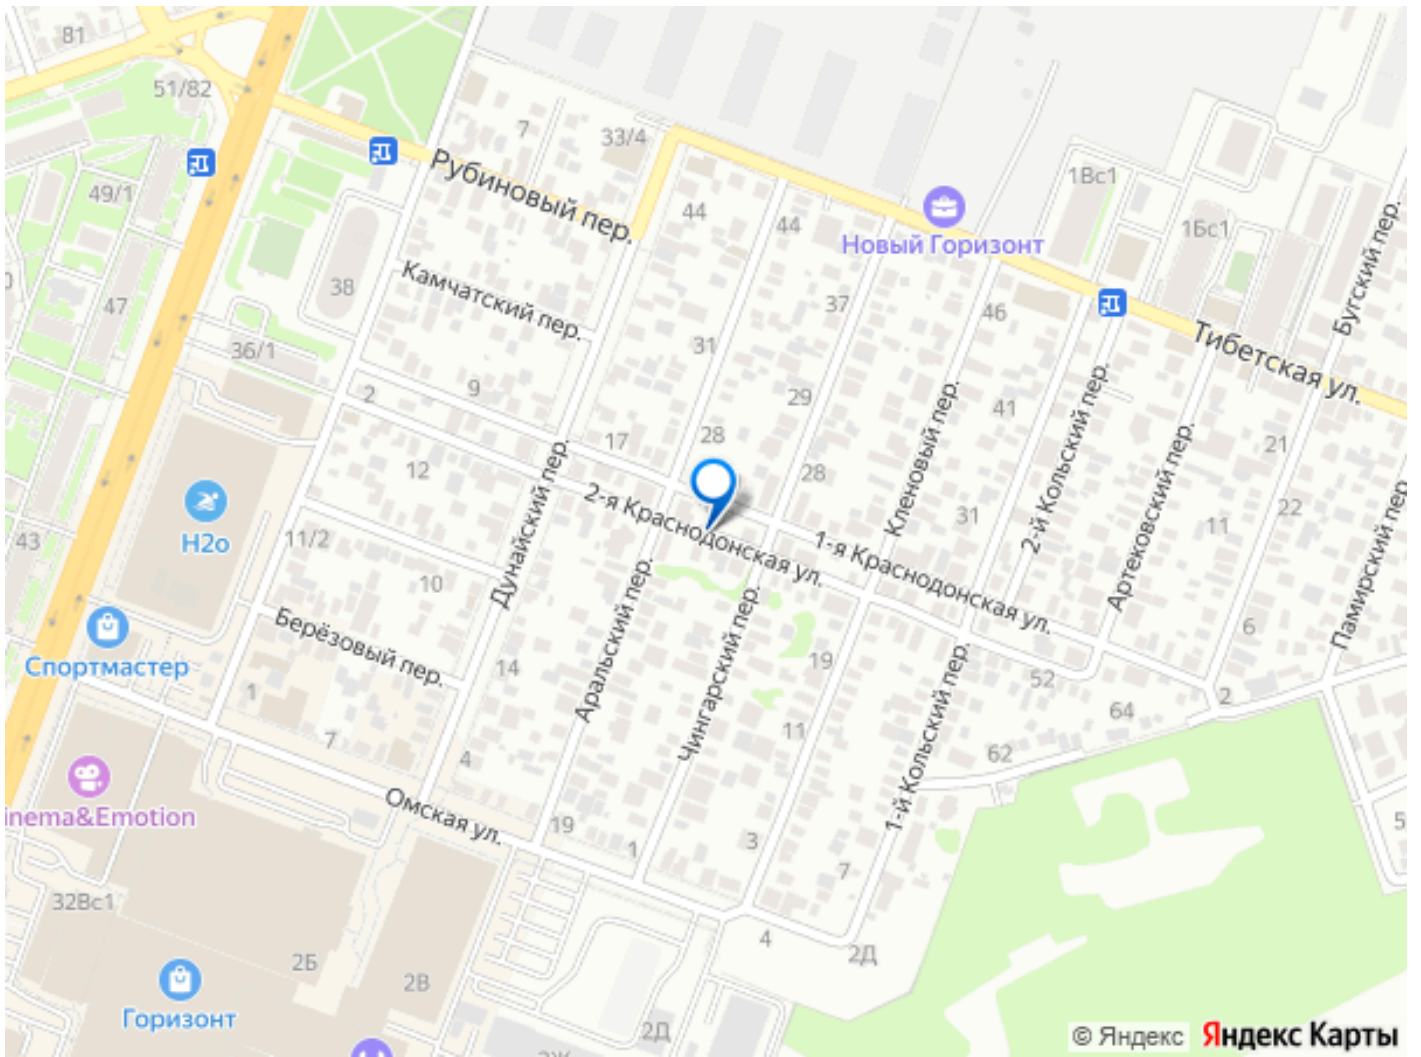 81
51/82
7
33/4
Рубиновый пер.
49/1
1Вс1
44
44
1Бс1
Новый Горизонт
Бугский пер.
Камчатский пер.
38
47
37
46
Тибетская ул.
36/1
31
2
9
29
41
2-й Кольский пер.
Кленовый пер.
17
28
21
12
28
22
Дунайский пер.
2-я Краснодонская ул.
31
11
Артековский пер.
Памирский пер.
H2o
43
11/2
1-я Краснодонская ул.
10
Берёзовый пер.
Аральский пер.
Чингарский пер.
6
Спортмастер
14
19
52
1
2
64
7
11
62
1-й Кольский пер.
4
Омская ул.
inema&Emotion
19
1
3
7
5
32Вс1
4
2Д
2Б
2В
Горизонт
2Д
© Яндекс Яндекс Карты